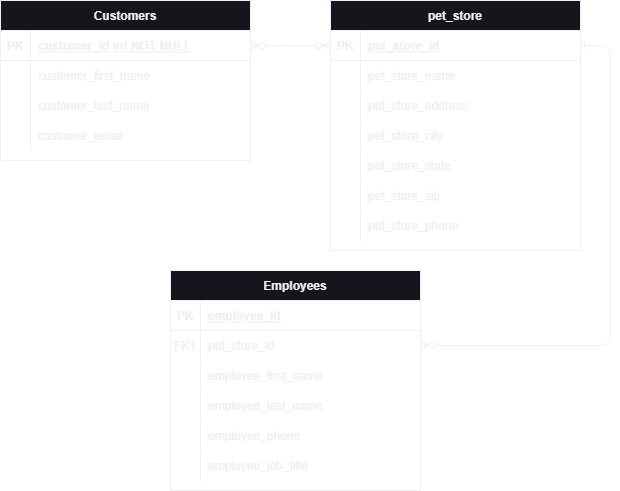 Customers
PK customer_id int NOT NULL
customer_first_name
customer_last_name
customer_email
pet_store
PK pet_store_id
pet_store_name
pet_store_address
pet_store_city
pet_store_state
pet_store_zip
pet_store_phone
Employees
PK employee_id
FK1 pet_store_id
employee_first_name
employee_last_name
employee_phone
employee_job_title